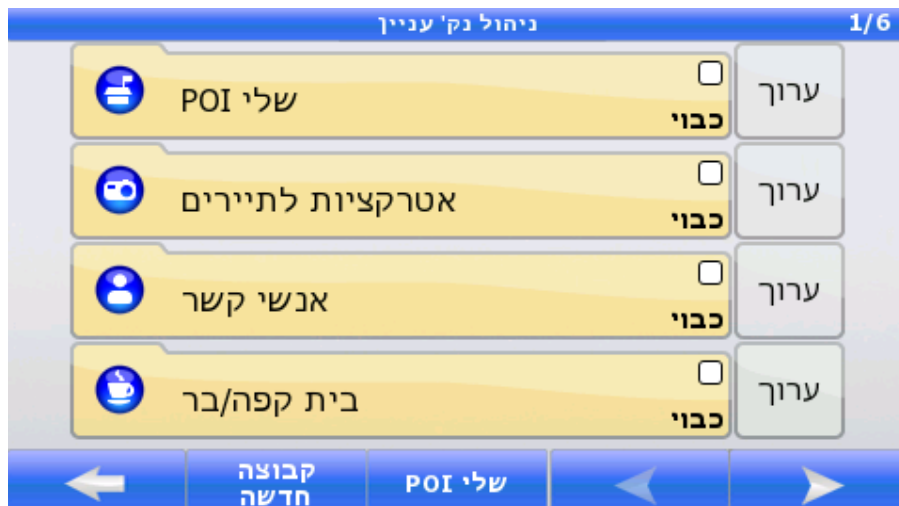 ניהול נק' עניין
1/6
שלי POI
כבוי
ערוך
אטרקציות לתיירים
כבוי
ערוך
אנשי קשר
כבוי
ערוך
בית קפה/בר
כבוי
ערוך
קבוצה
חדשה
שלי POI